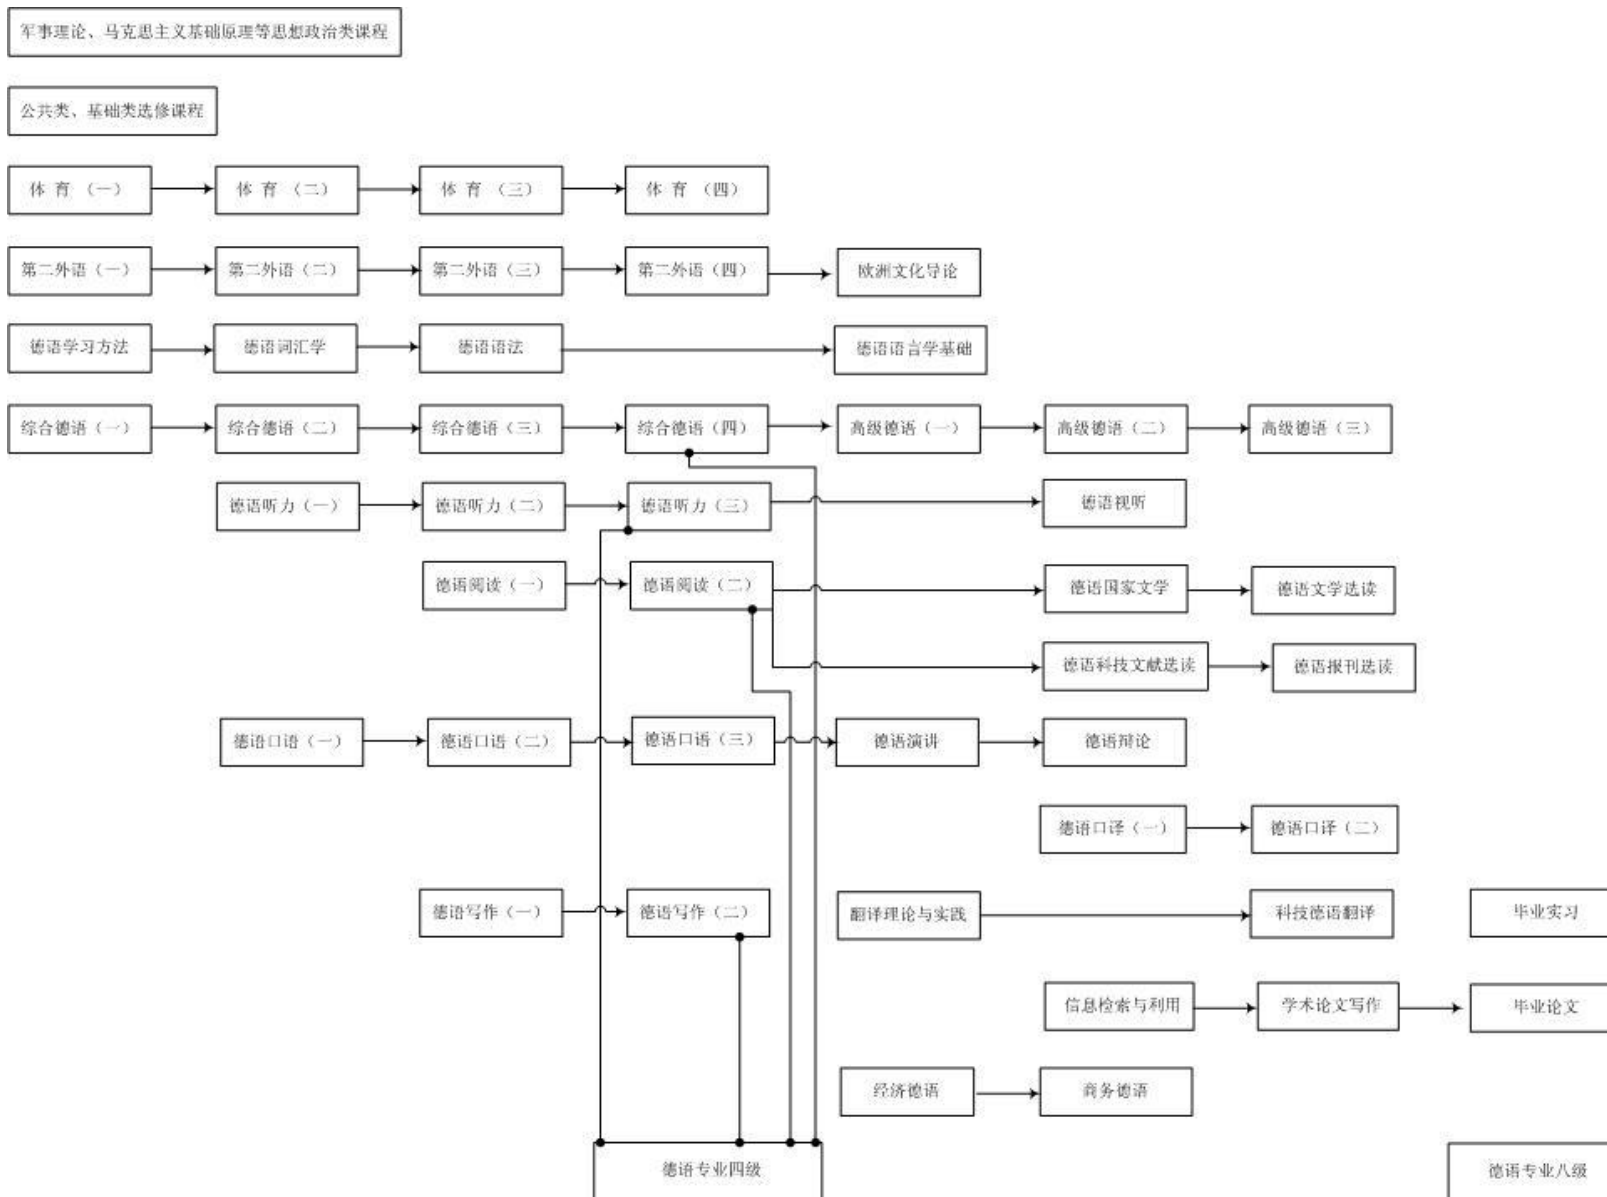 军事理论、马克思主义基础原理等思想政治类课程
公共类、基础类选修课程
体 育 （一）
体 育 （二）
体 育 （三）
体 育 （四）
第二外语（一）
第二外语（二）
第二外语（三）
第二外语（四）
欧洲文化导论
德语学习方法
德语词汇学
德语语法
德语语言学基础
综合德语（一）
综合德语（二）
综合德语（三）
综合德语（四）
高级德语（一）
高级德语（二）
高级德语（三）
德语听力（一）
德语听力（二）
德语听力（三）
德语视听
德语阅读（一）
德语阅读（二）
德语国家文学
德语文学选读
德语科技文献选读
德语报刊选读
德语口语（一）
德语口语（二）
德语口语（三）
德语演讲
德语辩论
德语口译（一）
德语口译（二）
德语写作（一）
德语写作（二）
翻译理论与实践
科技德语翻译
毕业实习
信息检索与利用
学术论文写作
毕业论文
经济德语
商务德语
德语专业四级
德语专业八级